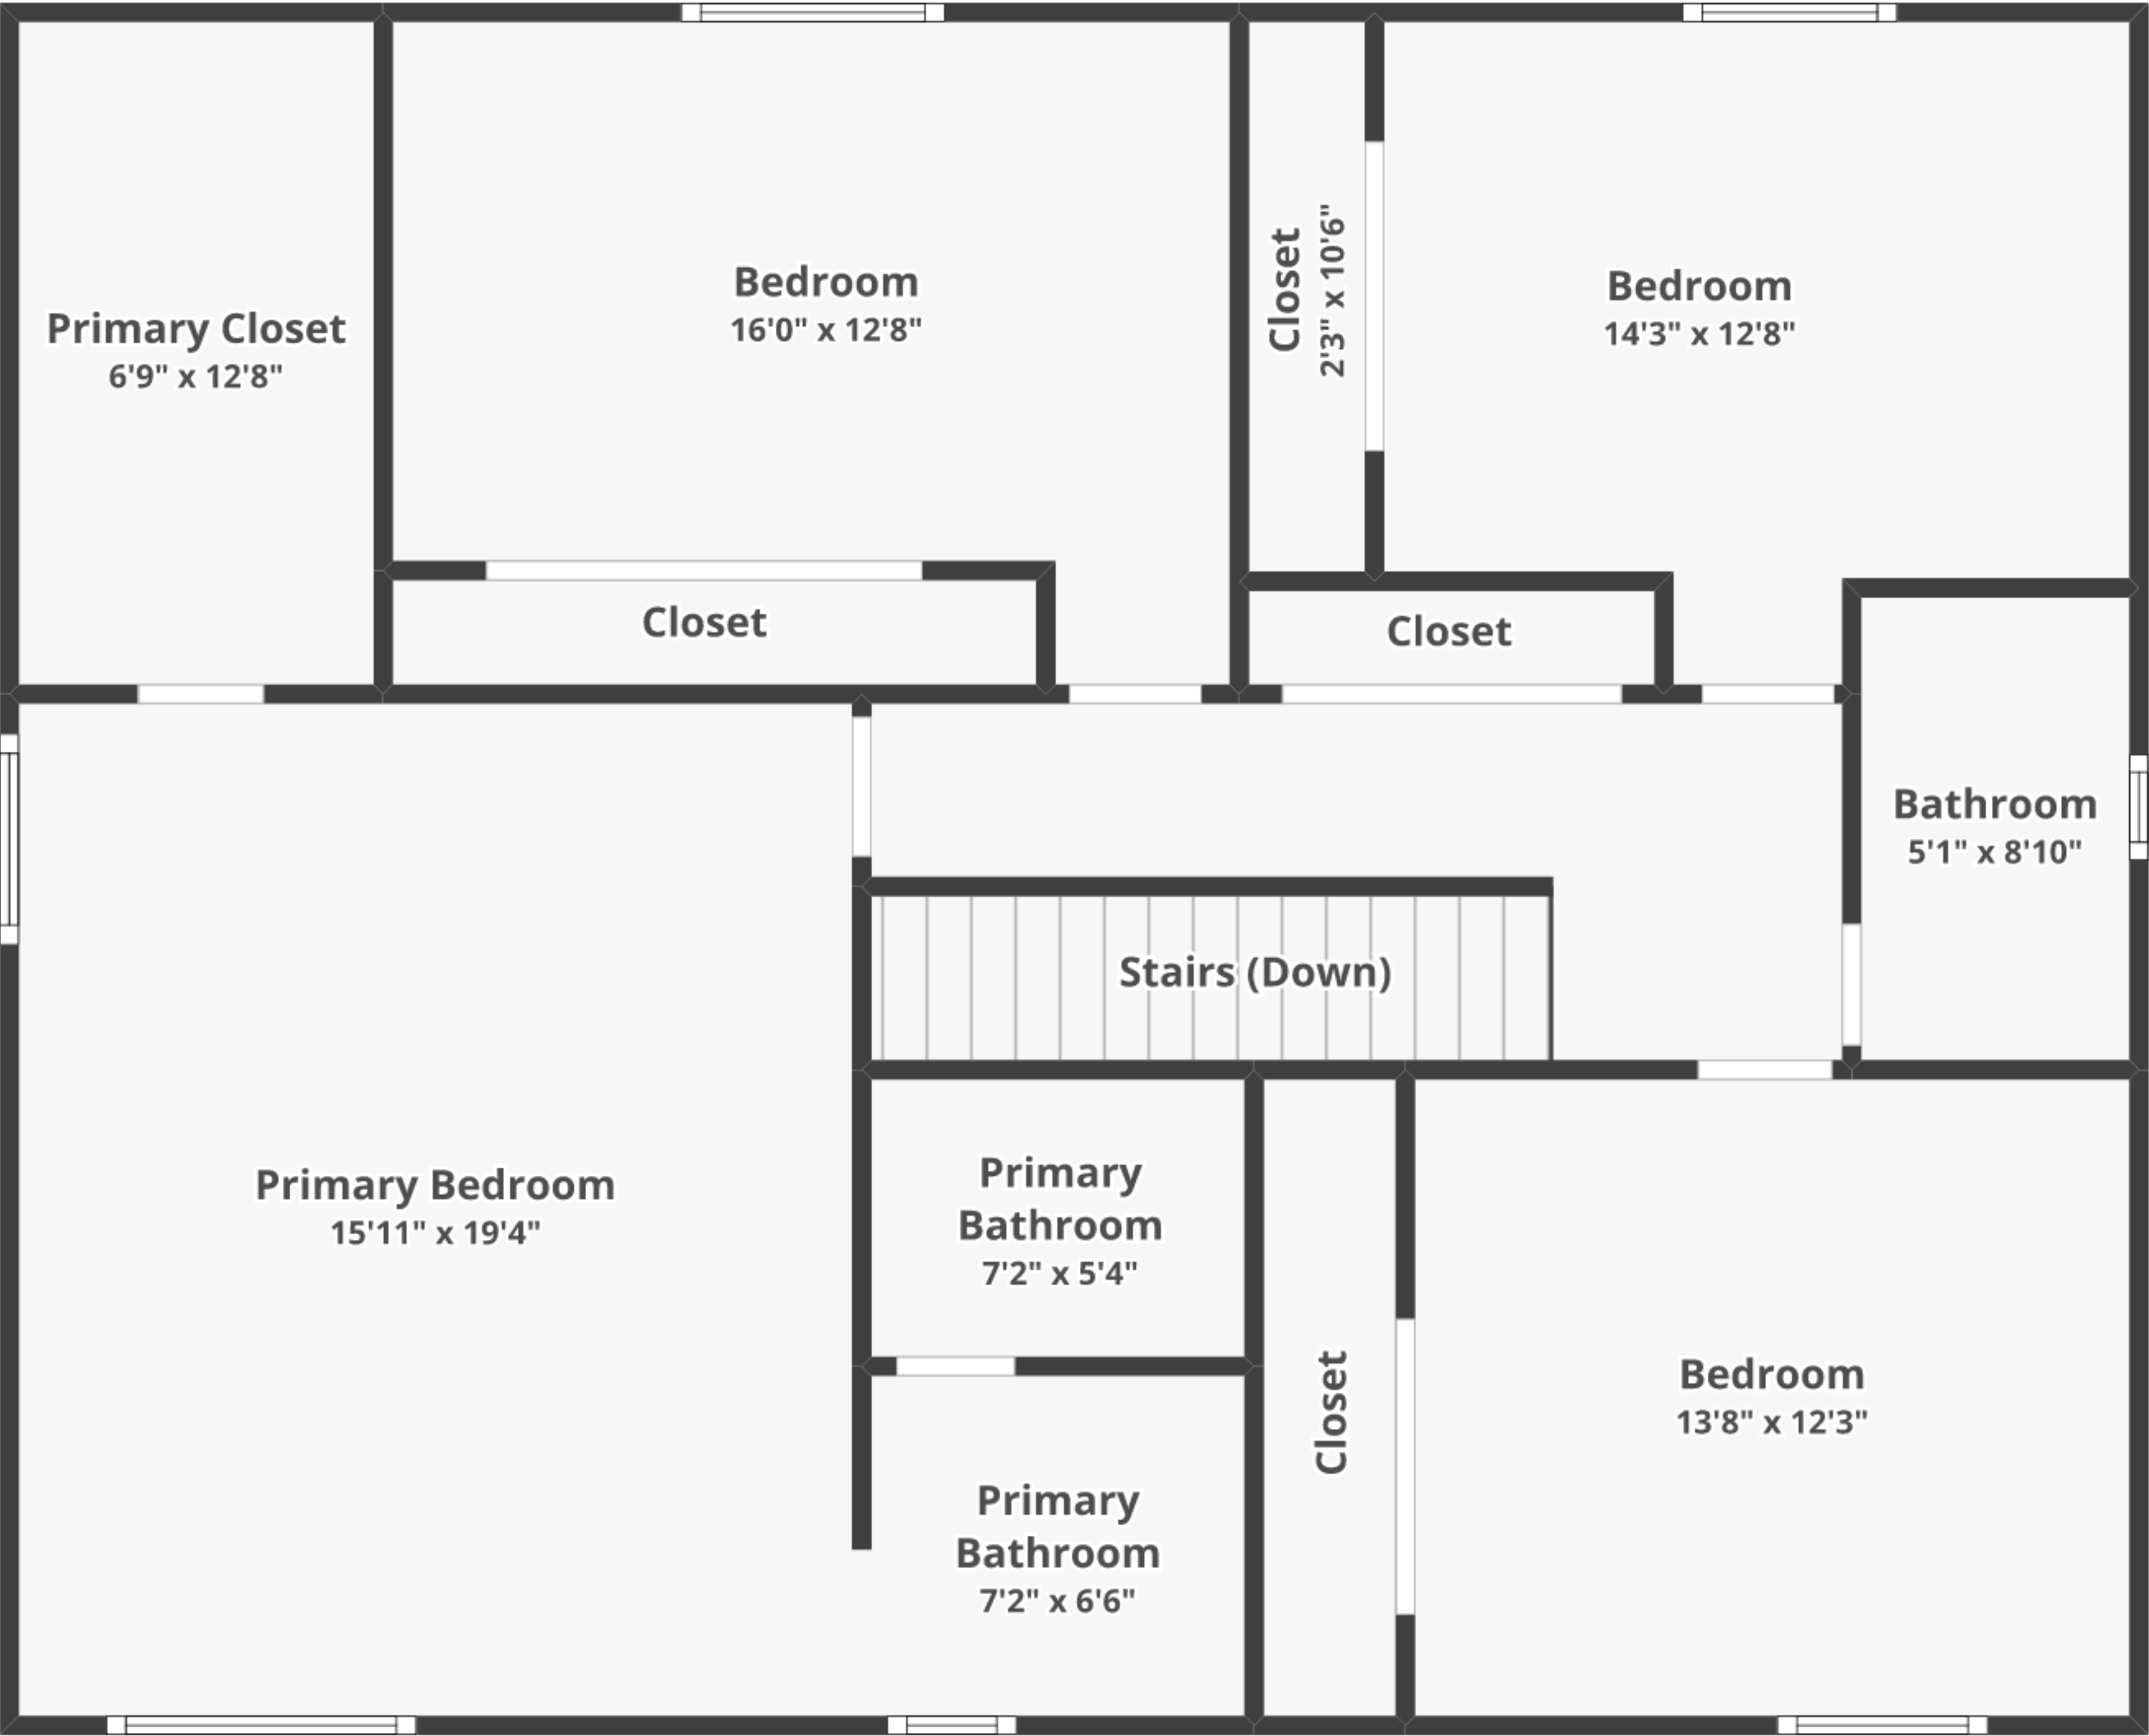 Primary Closet
6'9" x 12'8"
Bedroom
16'0" x 12'8"
Closet
2'3" x 10'6"
Bedroom
14'3" x 12'8"
Closet
Closet
Bathroom
5'1" x 8'10"
Stairs (Down)
Primary Bedroom
15'11" x 19'4"
Primary
Bathroom
7'2" x 5'4"
Closet
Bedroom
13'8" x 12'3"
Primary
Bathroom
7'2" x 6'6"